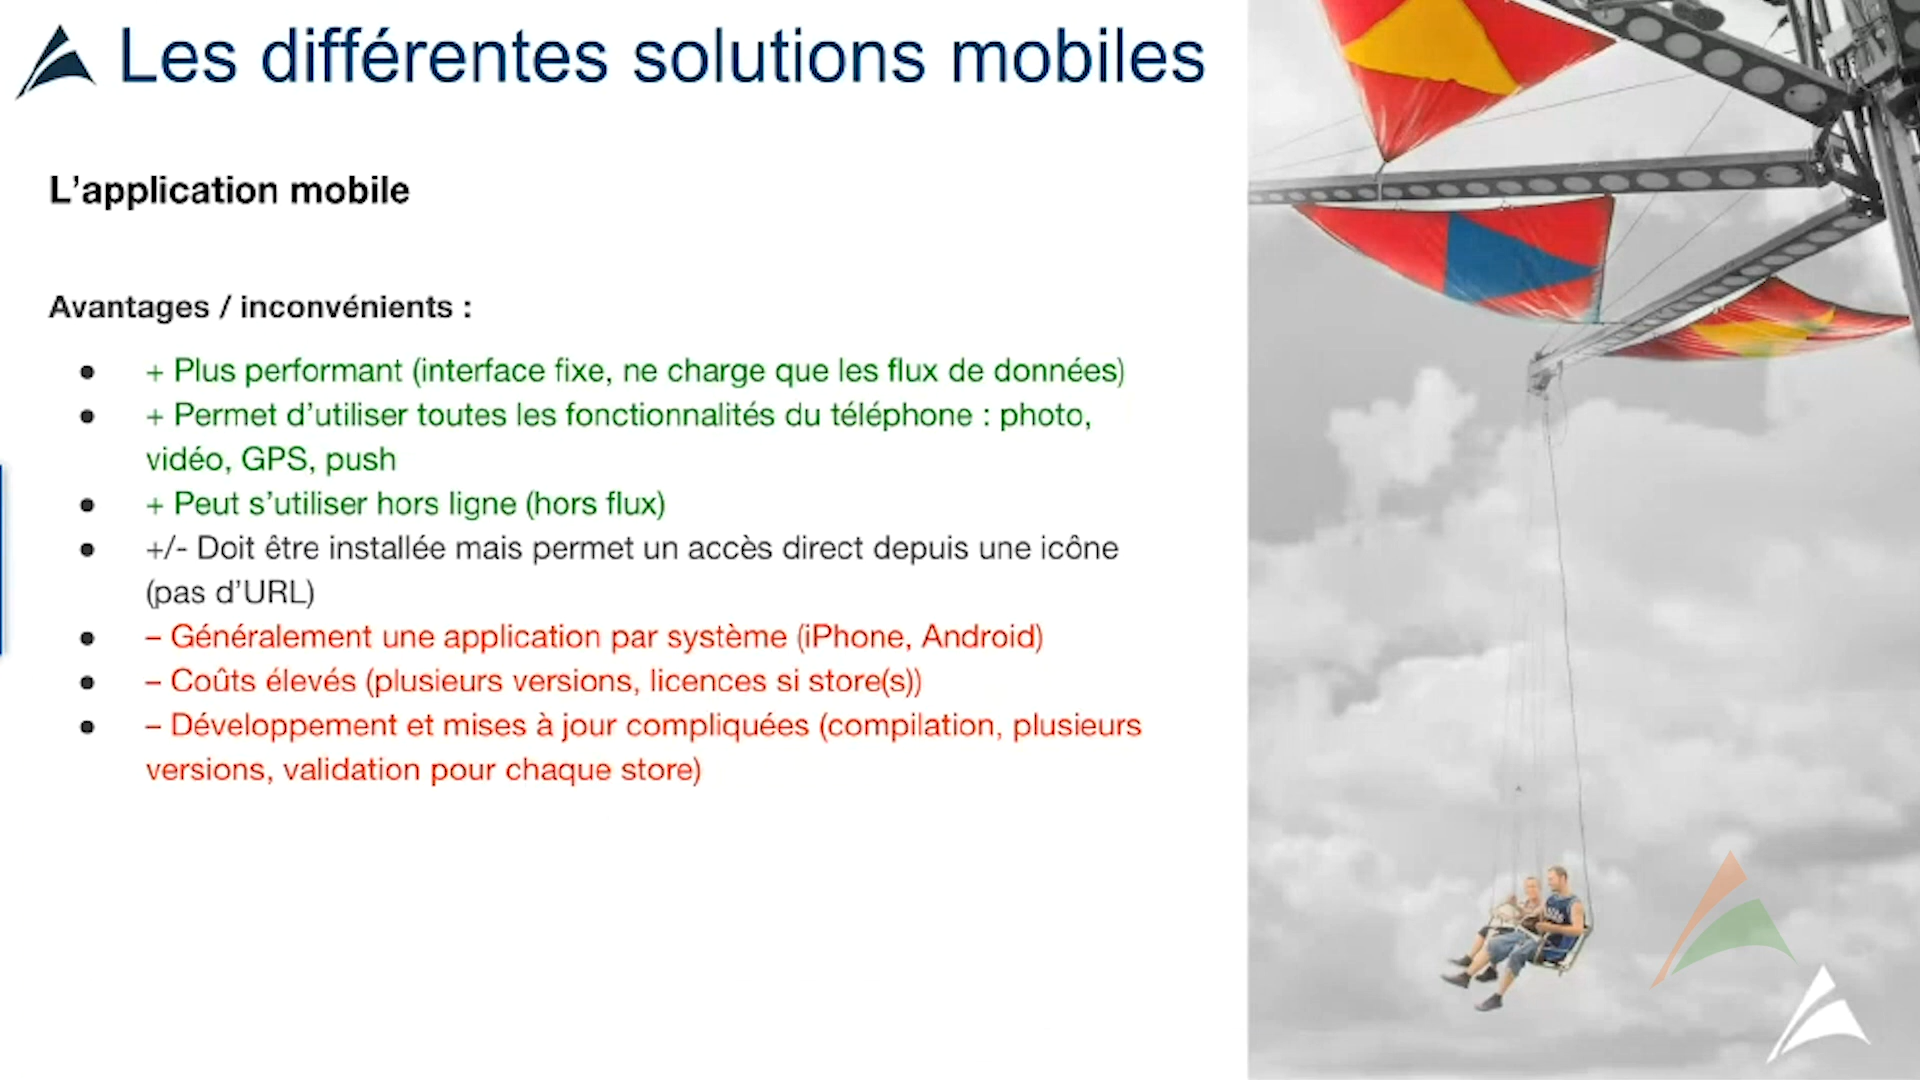 Les différentes solutions mobiles
L’application mobile
Avantages / inconvénients :
● + Plus performant (interface fixe, ne charge que les flux de données)
● + Permet d’utiliser toutes les fonctionnalités du téléphone : photo,
vidéo, GPS, push
● + Peut s’utiliser hors ligne (hors flux)
● +/- Doit être installée mais permet un accès direct depuis une icône
(pas d’URL)
● – Généralement une application par système (iPhone, Android)
● – Coûts élevés (plusieurs versions, licences si store(s))
● – Développement et mises à jour compliquées (compilation, plusieurs
versions, validation pour chaque store)